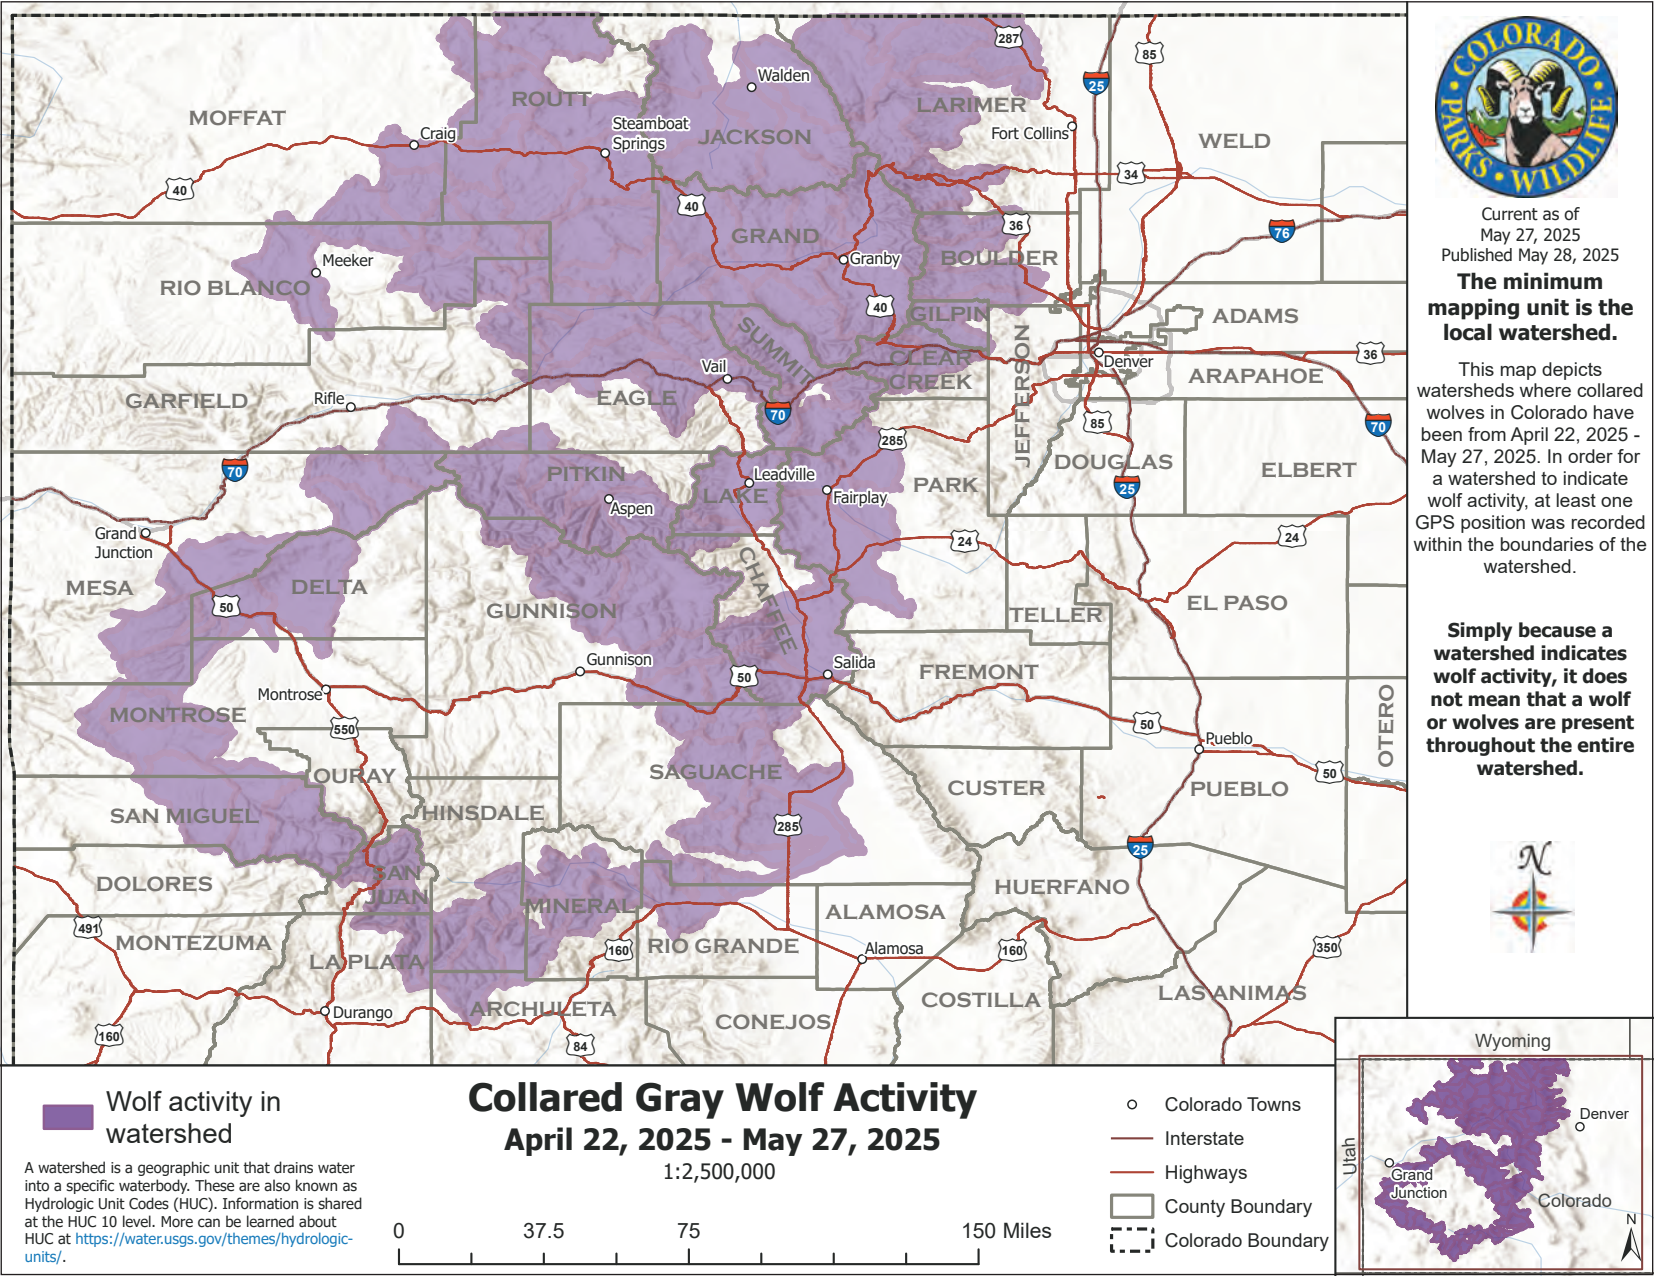 MOFFAT
ROUTT
Walden
JACKSON
LARIMER
287
85
25
Craig
Steamboat
Springs
Fort Collins
WELD
40
40
34
36
76
GRAND
Granby
BOULDER
Meeker
RIO BLANCO
40
GILPIN
ADAMS
SUMMIT
CLEAR
CREEK
JEFFERSON
Denver
36
ARAPAHOE
Vail
EAGLE
GARFIELD
Rifle
70
70
85
285
70
PITKIN
Leadville
LAKE
Fairplay
PARK
DOUGLAS
25
ELBERT
Aspen
Grand
Junction
24
24
MESA
DELTA
50
GUNNISON
CHAFFEE
TELLER
EL PASO
Gunnison
50
Salida
FREMONT
Montrose
MONTROSE
550
50
Pueblo
OTERO
OURAY
SAGUACHE
50
CUSTER
PUEBLO
SAN MIGUEL
HINSDALE
285
25
DOLORES
SAN
JUAN
MINERAL
HUERFANO
ALAMOSA
491
MONTEZUMA
LA PLATA
160
RIO GRANDE
Alamosa
160
350
Durango
ARCHULETA
COSTILLA
LAS ANIMAS
160
84
CONEJOS
COLORADO
PARKS • WILDLIFE
Current as of
May 27, 2025
Published May 28, 2025
The minimum
mapping unit is the
local watershed.
This map depicts
watersheds where collared
wolves in Colorado have
been from April 22, 2025 -
May 27, 2025. In order for
a watershed to indicate
wolf activity, at least one
GPS position was recorded
within the boundaries of the
watershed.
Simply because a
watershed indicates
wolf activity, it does
not mean that a wolf
or wolves are present
throughout the entire
watershed.
N
Wolf activity in
watershed
A watershed is a geographic unit that drains water
into a specific waterbody. These are also known as
Hydrologic Unit Codes (HUC). Information is shared
at the HUC 10 level. More can be learned about
HUC at https://water.usgs.gov/themes/hydrologic-
units/.
Collared Gray Wolf Activity
April 22, 2025 - May 27, 2025
1:2,500,000
0 37.5 75 150 Miles
Colorado Towns
Interstate
Highways
County Boundary
Colorado Boundary
Wyoming
Denver
Utah
Grand
Junction
Colorado
N